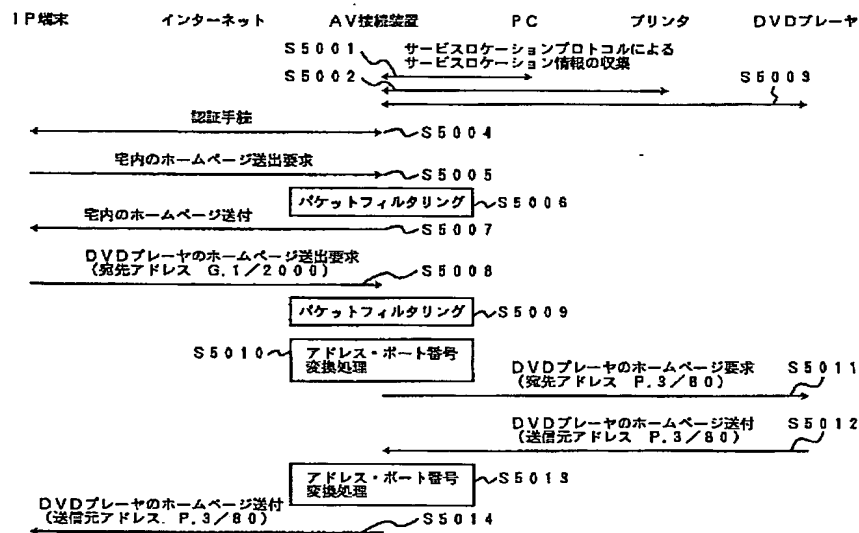 IP端末 インターネット AV接続装置 PC プリンタ DVDプレーヤ
S5001 サービスロケーションプロトコルによる
サービスロケーション情報の収集
S5002
S5003
認証手続
S5004
宅内のホームページ送出要求
S5005
パケットフィルタリング S5006
宅内のホームページ送付
S5007
DVDプレーヤのホームページ送出要求
(宛先アドレス G.1/2000)
S5008
パケットフィルタリング S5009
S5010 アドレス・ポート番号
変換処理
DVDプレーヤのホームページ要求
(宛先アドレス P.3/80)
S5011
DVDプレーヤのホームページ送付
(送信元アドレス P.3/80)
S5012
アドレス・ポート番号
変換処理
S5013
DVDプレーヤのホームページ送付
(送信元アドレス P.3/80)
S5014